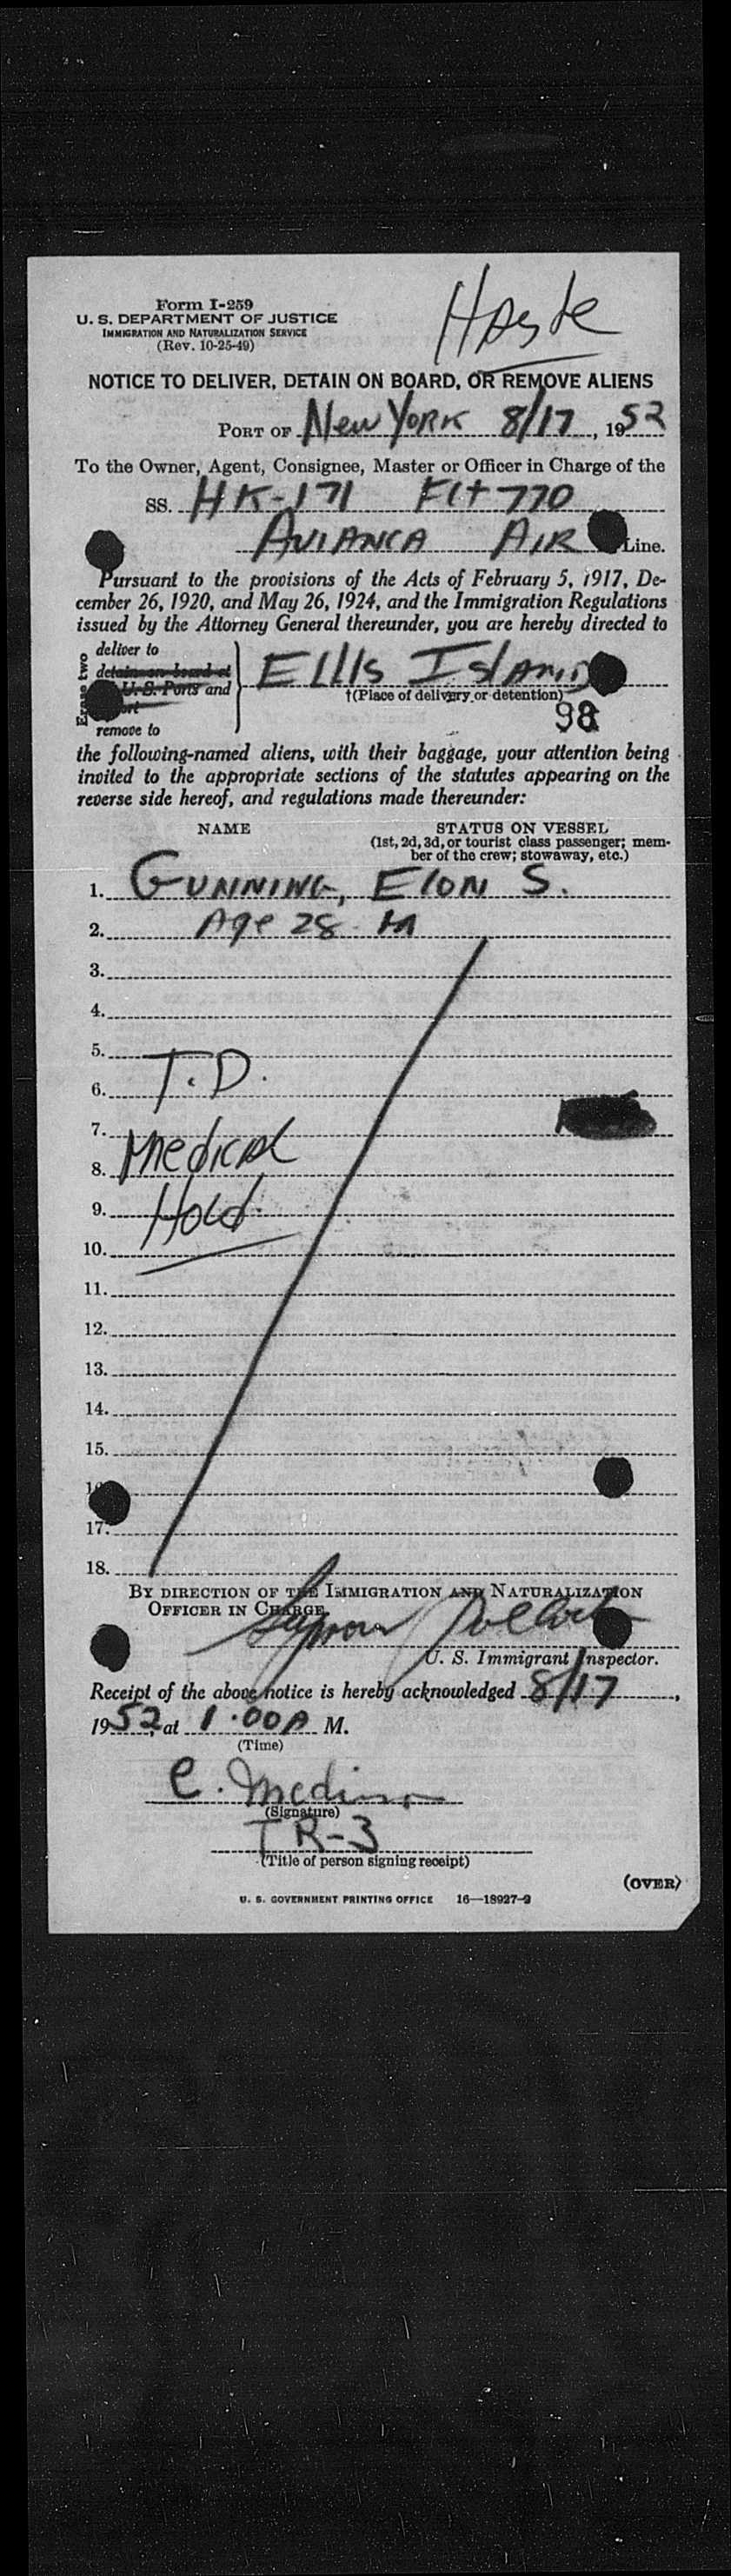 Form I-259
U. S. DEPARTMENT OF JUSTICE
IMMIGRATION AND NATURALIZATION SERVICE
(Rev. 10-25-49)
NOTICE TO DELIVER, DETAIN ON BOARD, OR REMOVE ALIENS
PORT OF New York 8/17, 1952
To the Owner, Agent, Consignee, Master or Officer in Charge of the
SS. HK-171 Flt 770
AVIANCA AIR Line.
Pursuant to the provisions of the Acts of February 5, 1917, De-
cember 26, 1920, and May 26, 1924, and the Immigration Regulations
issued by the Attorney General thereunder, you are hereby directed to
Erase two
deliver to
detain on board at
U. S. Ports and
remove to
Ellis Island
†(Place of delivery or detention)
98
the following-named aliens, with their baggage, your attention being
invited to the appropriate sections of the statutes appearing on the
reverse side hereof, and regulations made thereunder:
NAME
STATUS ON VESSEL
(1st, 2d, 3d, or tourist class passenger; mem-
ber of the crew; stowaway, etc.)
1. GUNNING, Elon S.
2. Age 28 - M
3.
4.
5. T.D.
6.
7. Medical
8.
9. Hold
10.
11.
12.
13.
14.
15.
17.
18.
BY DIRECTION OF THE IMMIGRATION AND NATURALIZATION
OFFICER IN CHARGE,
U. S. Immigrant Inspector.
Receipt of the above notice is hereby acknowledged 8/17,
1952, at 1:00 P M.
(Time)
C. Medina
(Signature)
TR-3
(Title of person signing receipt)
(OVER)
U. S. GOVERNMENT PRINTING OFFICE 16—18927-2